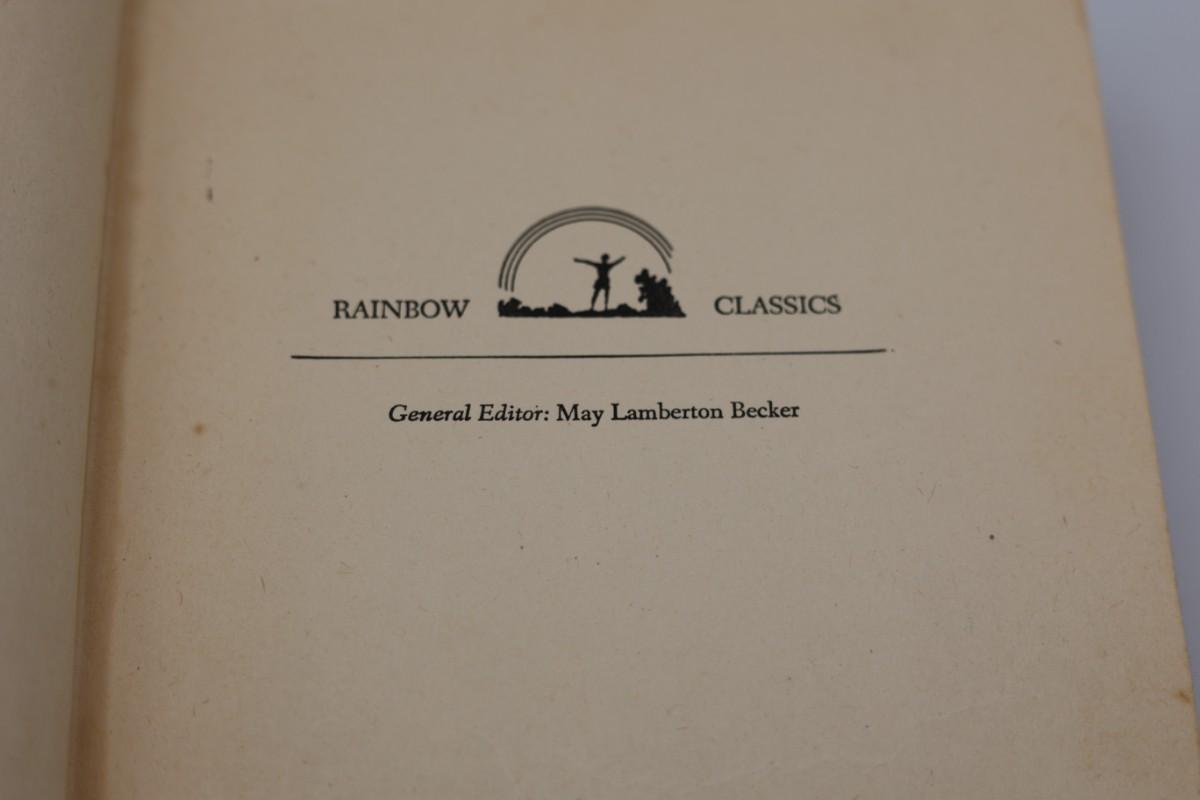 RAINBOW CLASSICS
General Editor: May Lamberton Becker